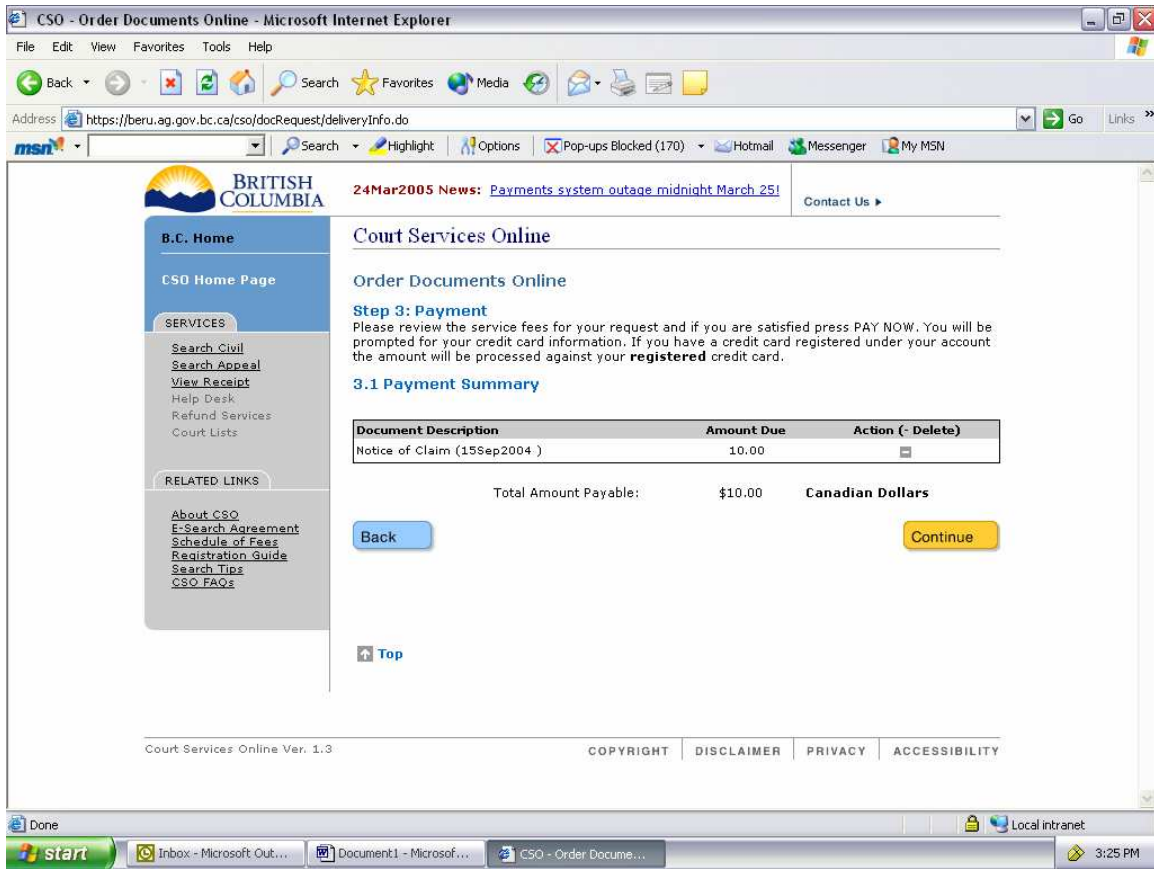 CSO - Order Documents Online - Microsoft Internet Explorer
File Edit View Favorites Tools Help
Back Search Favorites Media
Address https://beru.ag.gov.bc.ca/cso/docRequest/deliveryInfo.do Go Links »
msn Search Highlight Options Pop-ups Blocked (170) Hotmail Messenger My MSN
BRITISH
COLUMBIA
24Mar2005 News: Payments system outage midnight March 25!
Contact Us
B.C. Home
CSO Home Page
SERVICES
Search Civil
Search Appeal
View Receipt
Help Desk
Refund Services
Court Lists
RELATED LINKS
About CSO
E-Search Agreement
Schedule of Fees
Registration Guide
Search Tips
CSO FAQs
Court Services Online
Order Documents Online
Step 3: Payment
Please review the service fees for your request and if you are satisfied press PAY NOW. You will be
prompted for your credit card information. If you have a credit card registered under your account
the amount will be processed against your registered credit card.
3.1 Payment Summary
Document Description Amount Due Action (- Delete)
Notice of Claim (15Sep2004 ) 10.00
Total Amount Payable: $10.00 Canadian Dollars
Back Continue
Top
Court Services Online Ver. 1.3 COPYRIGHT DISCLAIMER PRIVACY ACCESSIBILITY
Done Local intranet
start Inbox - Microsoft Out... Document1 - Microsof... CSO - Order Docume... 3:25 PM